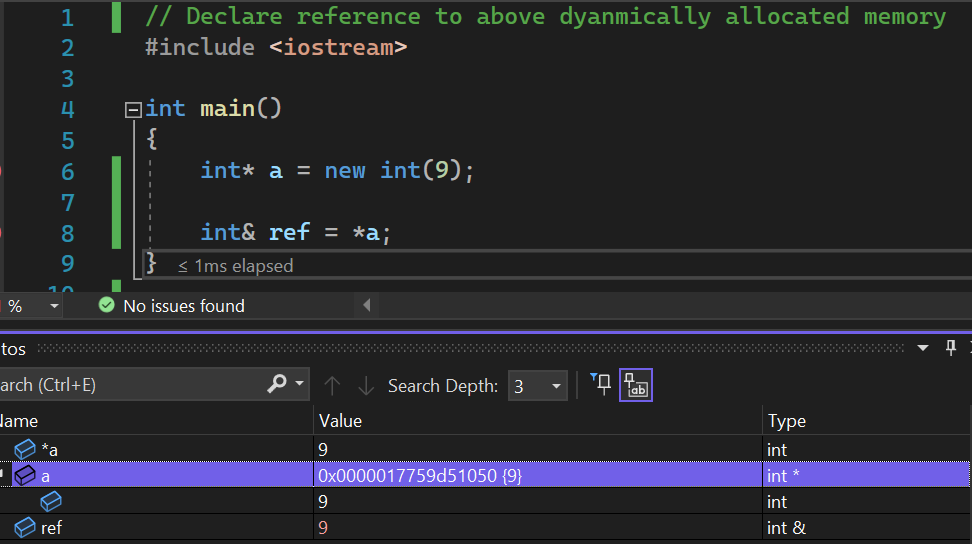 1 // Declare reference to above dyanmically allocated memory
2 #include <iostream>
3
4 int main()
5 {
6 int* a = new int(9);
7
8 int& ref = *a;
9 } ≤ 1ms elapsed
10
% No issues found
tos
arch (Ctrl+E) Search Depth: 3
ame Value Type
*a 9 int
a 0x0000017759d51050 {9} int *
9 int
ref 9 int &